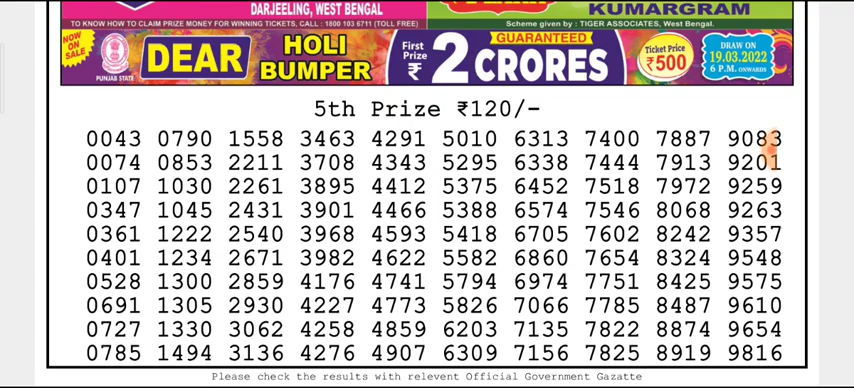 DARJEELING, WEST BENGAL
KUMARGRAM
TO KNOW HOW TO CLAIM PRIZE MONEY FOR WINNING TICKETS, CALL : 1800 103 6711 (TOLL FREE)
Scheme given by : TIGER ASSOCIATES, West Bengal.
NOW ON SALE
PUNJAB STATE
DEAR
HOLI
BUMPER
First
Prize
₹
2 CRORES
GUARANTEED
Ticket Price
₹500
DRAW ON
19.03.2022
6 P.M. ONWARDS
5th Prize ₹120/-
0043 0790 1558 3463 4291 5010 6313 7400 7887 9083
0074 0853 2211 3708 4343 5295 6338 7444 7913 9201
0107 1030 2261 3895 4412 5375 6452 7518 7972 9259
0347 1045 2431 3901 4466 5388 6574 7546 8068 9263
0361 1222 2540 3968 4593 5418 6705 7602 8242 9357
0401 1234 2671 3982 4622 5582 6860 7654 8324 9548
0528 1300 2859 4176 4741 5794 6974 7751 8425 9575
0691 1305 2930 4227 4773 5826 7066 7785 8487 9610
0727 1330 3062 4258 4859 6203 7135 7822 8874 9654
0785 1494 3136 4276 4907 6309 7156 7825 8919 9816
Please check the results with relevent Official Government Gazatte